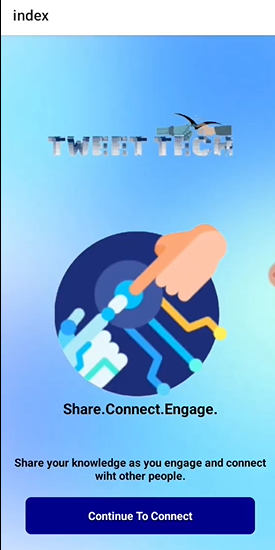 index
TWEET TECH
Share.Connect.Engage.
Share your knowledge as you engage and connect
wiht other people.
Continue To Connect